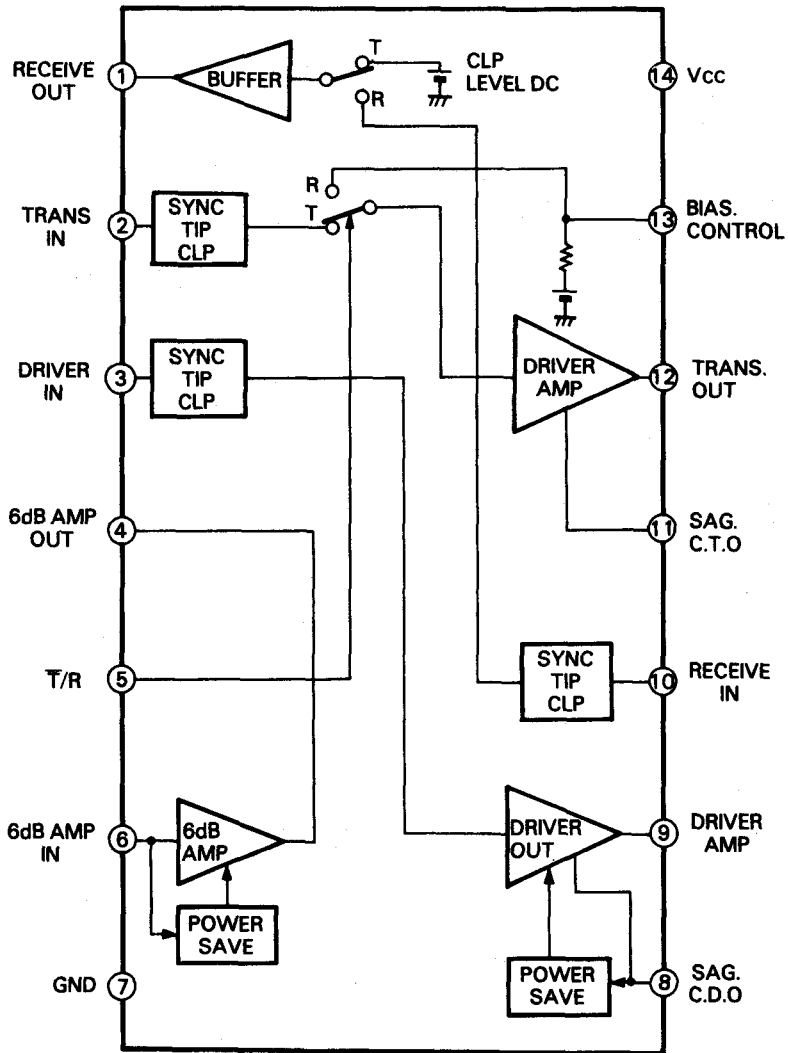 RECEIVE
OUT
1
BUFFER
T
R
CLP
LEVEL DC
14
VCC
TRANS
IN
2
SYNC
TIP
CLP
R
T
13
BIAS.
CONTROL
DRIVER
IN
3
SYNC
TIP
CLP
DRIVER
AMP
12
TRANS.
OUT
6dB AMP
OUT
4
11
SAG.
C.T.O
T̅/R
5
SYNC
TIP
CLP
10
RECEIVE
IN
6dB AMP
IN
6
6dB
AMP
POWER
SAVE
DRIVER
OUT
9
DRIVER
AMP
GND
7
POWER
SAVE
8
SAG.
C.D.O